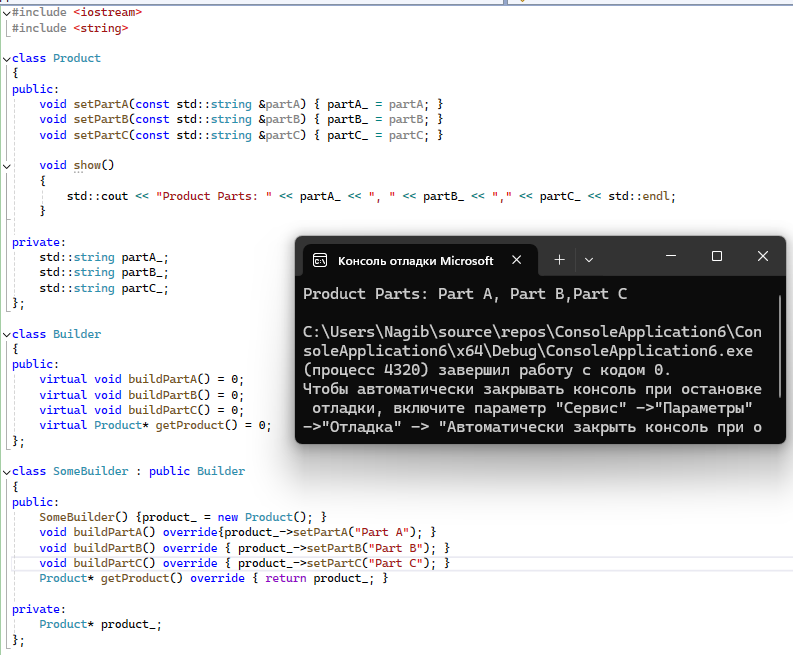 #include <iostream>
#include <string>
class Product
{
public:
void setPartA(const std::string &partA) { partA_ = partA; }
void setPartB(const std::string &partB) { partB_ = partB; }
void setPartC(const std::string &partC) { partC_ = partC; }
void show()
{
std::cout << "Product Parts: " << partA_ << ", " << partB_ << "," << partC_ << std::endl;
}
private:
std::string partA_;
std::string partB_;
std::string partC_;
};
class Builder
{
public:
virtual void buildPartA() = 0;
virtual void buildPartB() = 0;
virtual void buildPartC() = 0;
virtual Product* getProduct() = 0;
};
class SomeBuilder : public Builder
{
public:
SomeBuilder() {product_ = new Product(); }
void buildPartA() override{product_->setPartA("Part A"); }
void buildPartB() override { product_->setPartB("Part B"); }
void buildPartC() override { product_->setPartC("Part C"); }
Product* getProduct() override { return product_; }
private:
Product* product_;
};
Консоль отладки Microsoft
Product Parts: Part A, Part B,Part C
C:\Users\Nagib\source\repos\ConsoleApplication6\Con
soleApplication6\x64\Debug\ConsoleApplication6.exe
(процесс 4320) завершил работу с кодом 0.
Чтобы автоматически закрывать консоль при остановке
отладки, включите параметр "Сервис" ->"Параметры"
->"Отладка" -> "Автоматически закрыть консоль при о